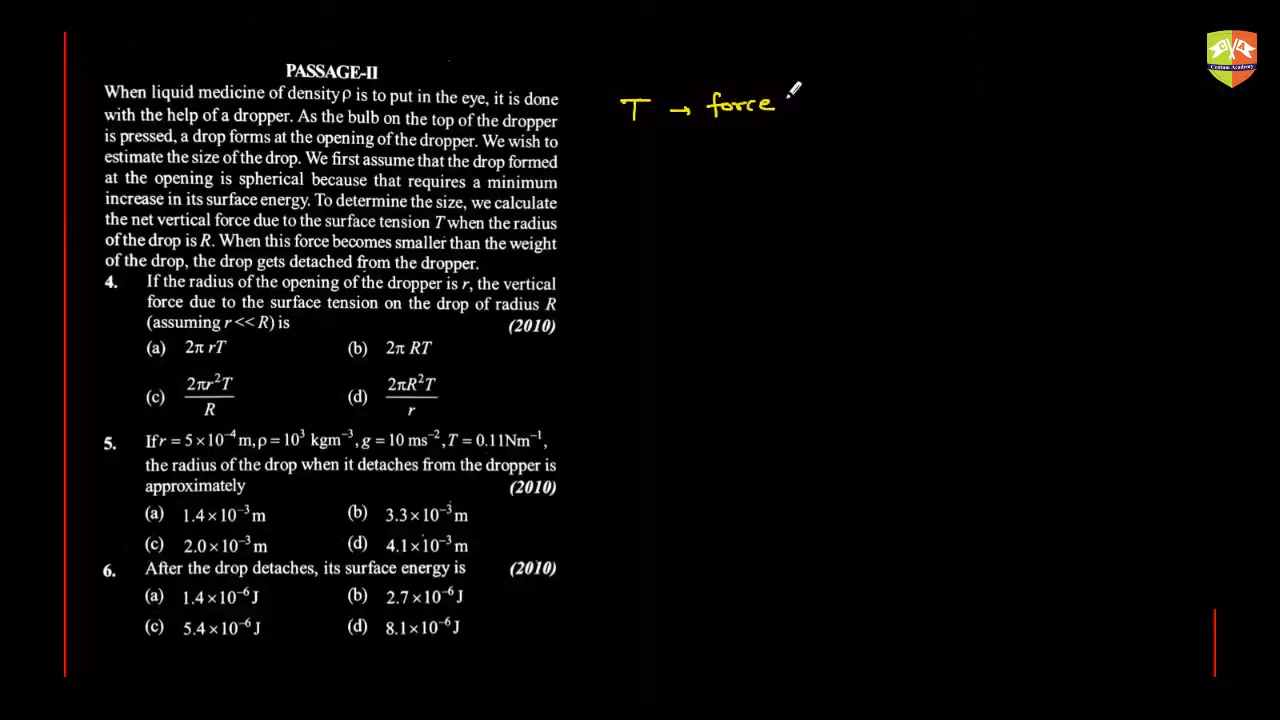 PASSAGE-II
When liquid medicine of density ρ is to put in the eye, it is done
with the help of a dropper. As the bulb on the top of the dropper
is pressed, a drop forms at the opening of the dropper. We wish to
estimate the size of the drop. We first assume that the drop formed
at the opening is spherical because that requires a minimum
increase in its surface energy. To determine the size, we calculate
the net vertical force due to the surface tension T when the radius
of the drop is R. When this force becomes smaller than the weight
of the drop, the drop gets detached from the dropper.
4. If the radius of the opening of the dropper is r, the vertical
force due to the surface tension on the drop of radius R
(assuming r << R) is (2010)
(a) 2π rT (b) 2π RT
(c) 2πr²T/R (d) 2πR²T/r
5. If r = 5 × 10⁻⁴ m, ρ = 10³ kgm⁻³, g = 10 ms⁻², T = 0.11Nm⁻¹,
the radius of the drop when it detaches from the dropper is
approximately (2010)
(a) 1.4 × 10⁻³ m (b) 3.3 × 10⁻³ m
(c) 2.0 × 10⁻³ m (d) 4.1 × 10⁻³ m
6. After the drop detaches, its surface energy is (2010)
(a) 1.4 × 10⁻⁶ J (b) 2.7 × 10⁻⁶ J
(c) 5.4 × 10⁻⁶ J (d) 8.1 × 10⁻⁶ J
T → force
C A
Centum Academy